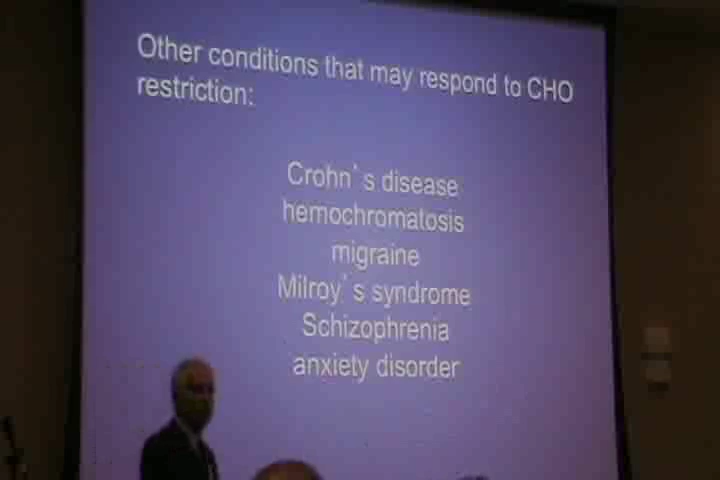 Other conditions that may respond to CHO
restriction:
Crohn`s disease
hemochromatosis
migraine
Milroy`s syndrome
Schizophrenia
anxiety disorder